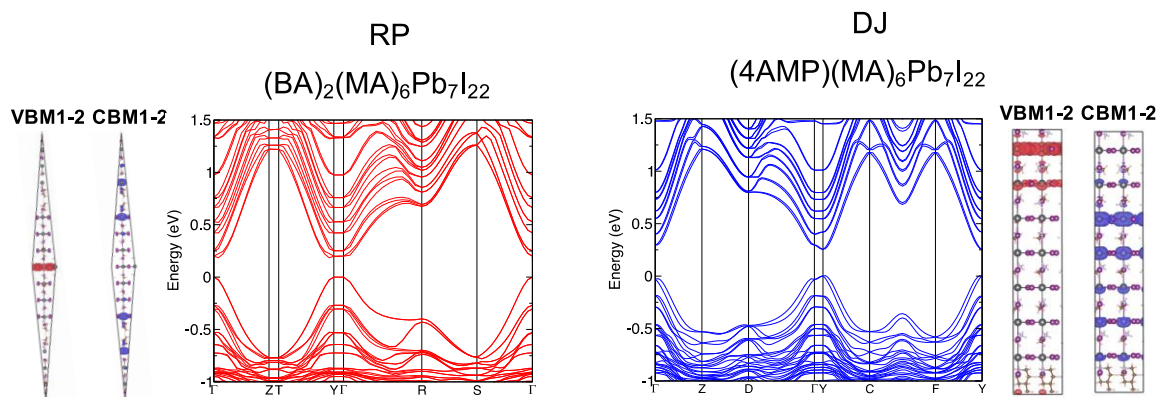 RP
(BA)₂(MA)₆Pb₇I₂₂
VBM1-2 CBM1-2
Energy (eV)
1.5
1
0.5
0
-0.5
-1
Γ Z T Y Γ R S Γ
DJ
(4AMP)(MA)₆Pb₇I₂₂
Energy (eV)
1.5
1
0.5
0
-0.5
-1
Γ Z D Γ Y C F Y
VBM1-2 CBM1-2